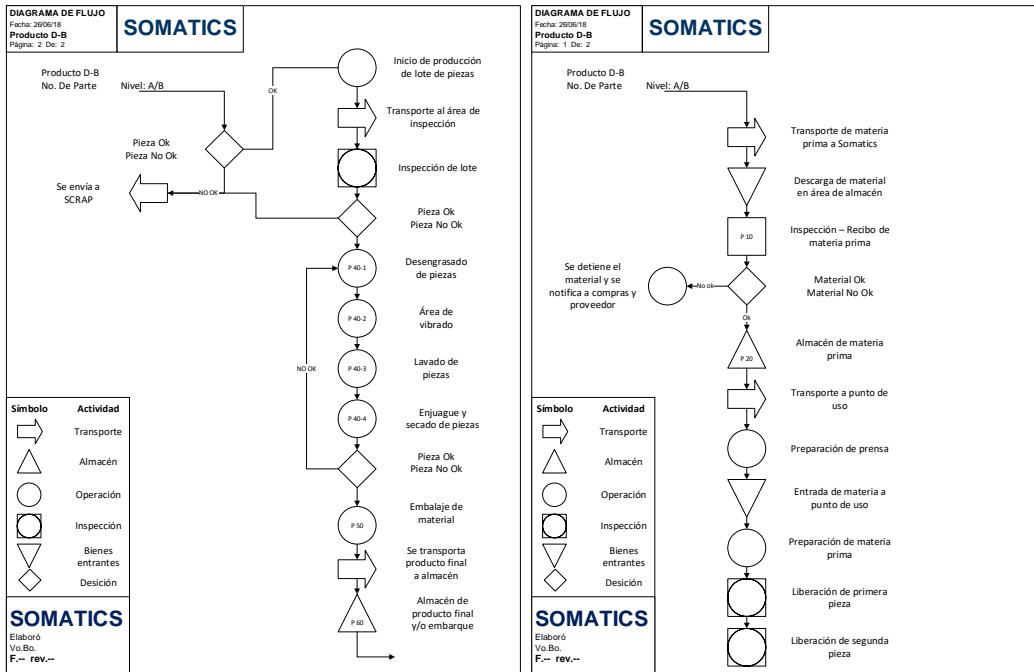 DIAGRAMA DE FLUJO
Fecha: 26/06/18
Producto D-B
Página: 2 De: 2
SOMATICS
Producto D-B
No. De Parte
Nivel: A/B
OK
Inicio de producción
de lote de piezas
Transporte al área de
inspección
Pieza Ok
Pieza No Ok
Inspección de lote
Se envía a
SCRAP
NO OK
Pieza Ok
Pieza No Ok
P 40-1
Desengrasado
de piezas
P 40-2
Área de
vibrado
NO OK
P 40-3
Lavado de
piezas
P 40-4
Enjuague y
secado de piezas
Pieza Ok
Pieza No Ok
P 50
Embalaje de
material
Se transporta
producto final
a almacén
P 60
Almacén de
producto final
y/o embarque
Símbolo Actividad
Transporte
Almacén
Operación
Inspección
Bienes
entrantes
Desición
SOMATICS
Elaboró
Vo.Bo.
F.-- rev.--
DIAGRAMA DE FLUJO
Fecha: 26/06/18
Producto D-B
Página: 1 De: 2
SOMATICS
Producto D-B
No. De Parte
Nivel: A/B
Transporte de materia
prima a Somatics
Descarga de material
en área de almacén
P 10
Inspección – Recibo de
materia prima
Se detiene el
material y se
notifica a compras y
proveedor
No ok
Material Ok
Material No Ok
Ok
P 20
Almacén de materia
prima
Transporte a punto de
uso
Preparación de prensa
Entrada de materia a
punto de uso
Preparación de materia
prima
Liberación de primera
pieza
Liberación de segunda
pieza
Símbolo Actividad
Transporte
Almacén
Operación
Inspección
Bienes
entrantes
Desición
SOMATICS
Elaboró
Vo.Bo.
F.-- rev.--